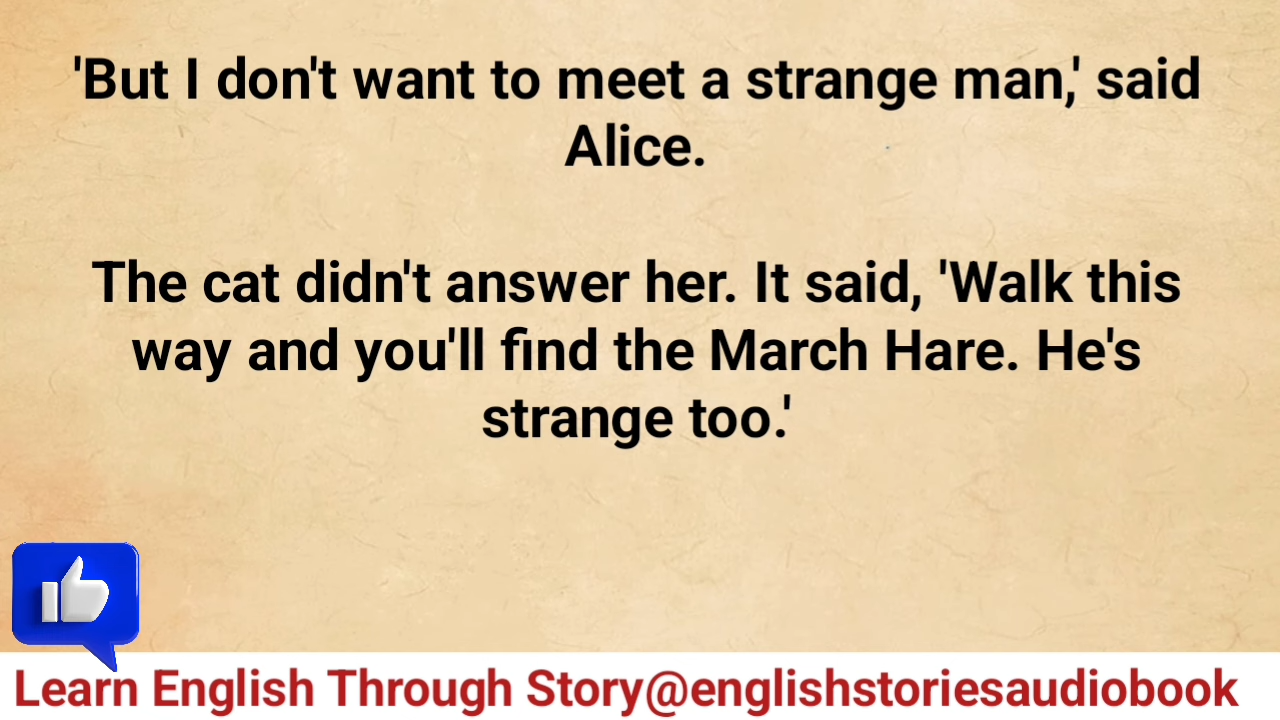 'But I don't want to meet a strange man,' said
Alice.
The cat didn't answer her. It said, 'Walk this
way and you'll find the March Hare. He's
strange too.'
Learn English Through Story@englishstoriesaudiobook